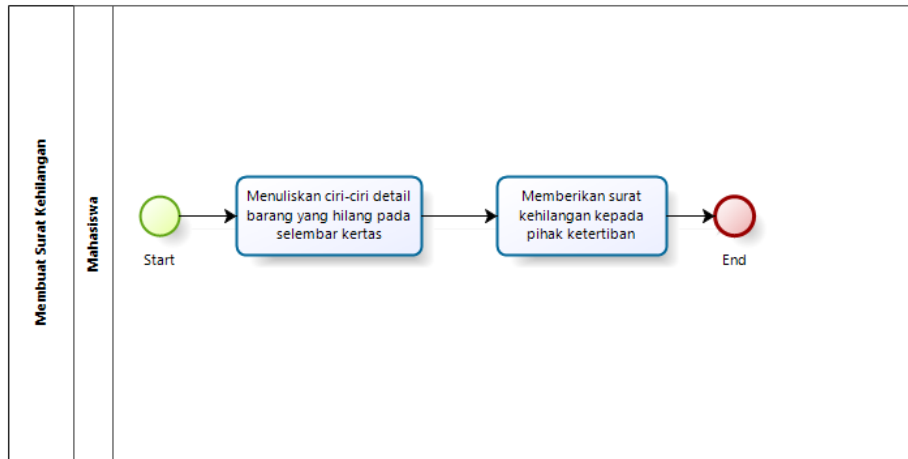 Membuat Surat Kehilangan
Mahasiswa
Start
Menuliskan ciri-ciri detail
barang yang hilang pada
selembar kertas
Memberikan surat
kehilangan kepada
pihak ketertiban
End